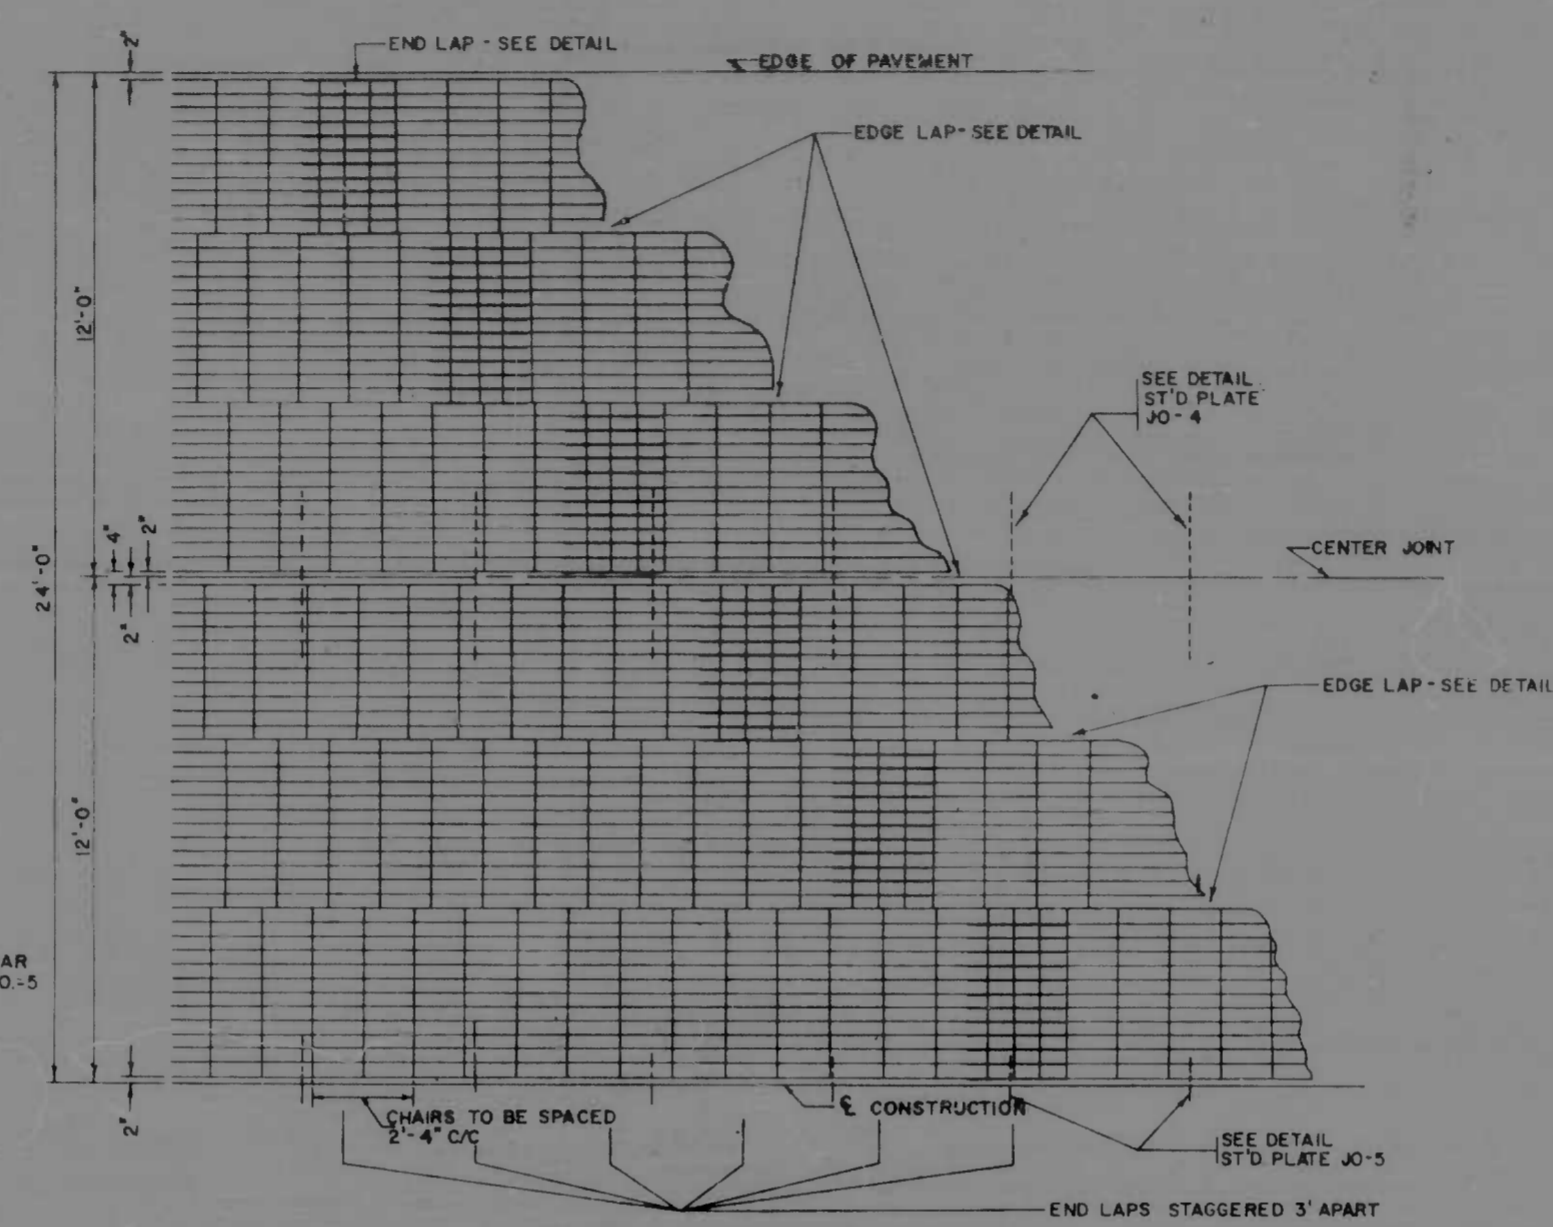 2"
END LAP - SEE DETAIL
EDGE OF PAVEMENT
EDGE LAP - SEE DETAIL
12'-0"
SEE DETAIL
ST'D PLATE
JO-4
24'-0"
4"
2"
2"
CENTER JOINT
EDGE LAP - SEE DETAIL
12'-0"
AR
O.-5
2"
CHAIRS TO BE SPACED
2'-4" C/C
℄ CONSTRUCTION
SEE DETAIL
ST'D PLATE JO-5
END LAPS STAGGERED 3' APART